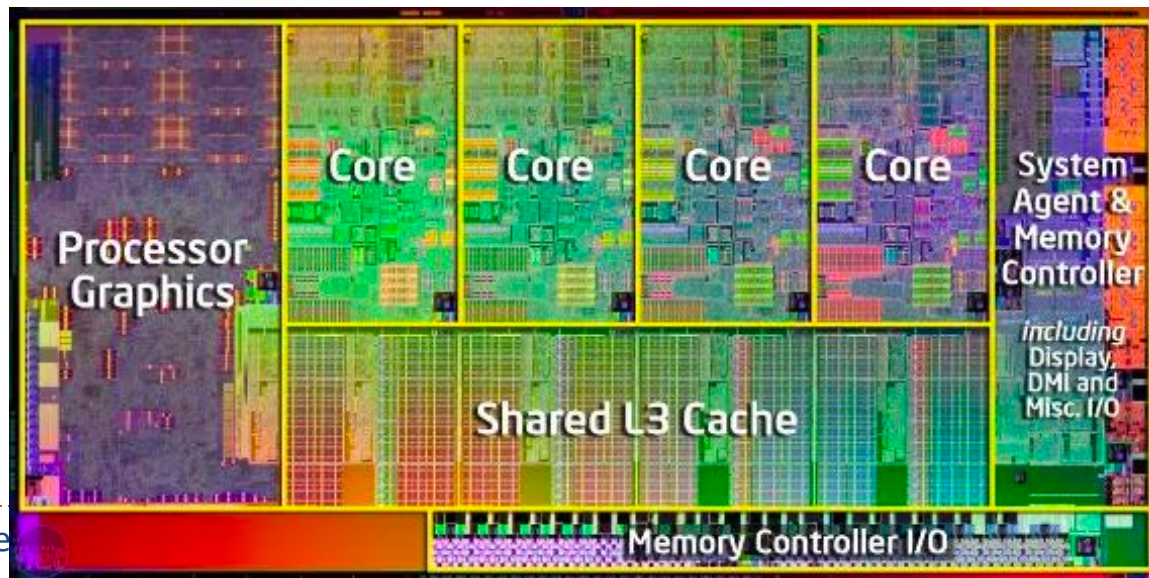 Processor
Graphics
Core
Core
Core
Core
System
Agent &
Memory
Controller
including
Display,
DMI and
Misc. I/O
Shared L3 Cache
Memory Controller I/O